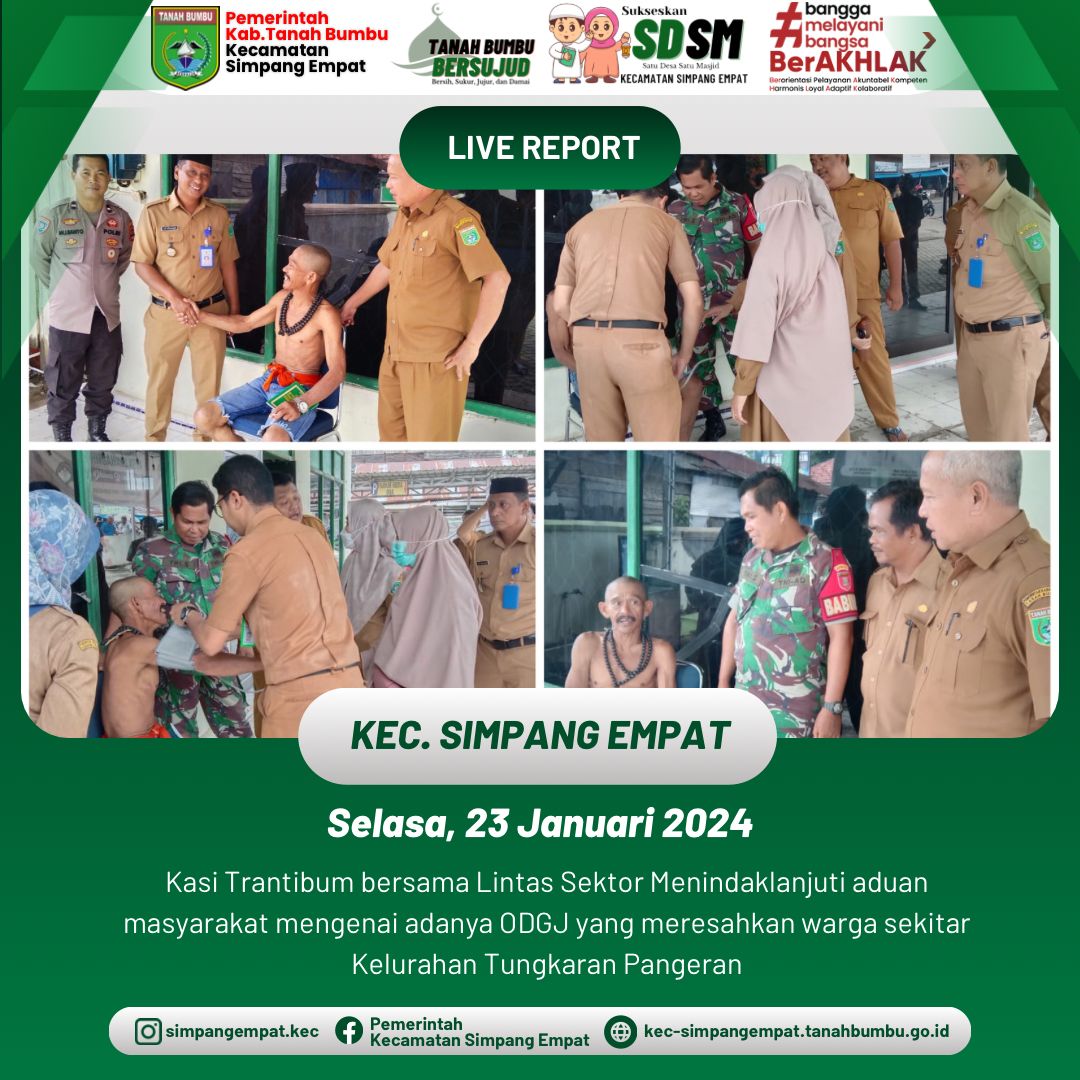 TANAH BUMBU
Pemerintah
Kab.Tanah Bumbu
Kecamatan
Simpang Empat
TANAH BUMBU
BERSUJUD
Bersih, Sukur, Jujur, dan Damai
Sukseskan
SDSM
Satu Desa Satu Masjid
KECAMATAN SIMPANG EMPAT
#bangga
melayani
bangsa
BerAKHLAK
Berorientasi Pelayanan Akuntabel Kompeten
Harmonis Loyal Adaptif Kolaboratif
LIVE REPORT
POLRI
KEC. SIMPANG EMPAT
Selasa, 23 Januari 2024
Kasi Trantibum bersama Lintas Sektor Menindaklanjuti aduan
masyarakat mengenai adanya ODGJ yang meresahkan warga sekitar
Kelurahan Tungkaran Pangeran
simpangempat.kec
Pemerintah
Kecamatan Simpang Empat
kec-simpangempat.tanahbumbu.go.id